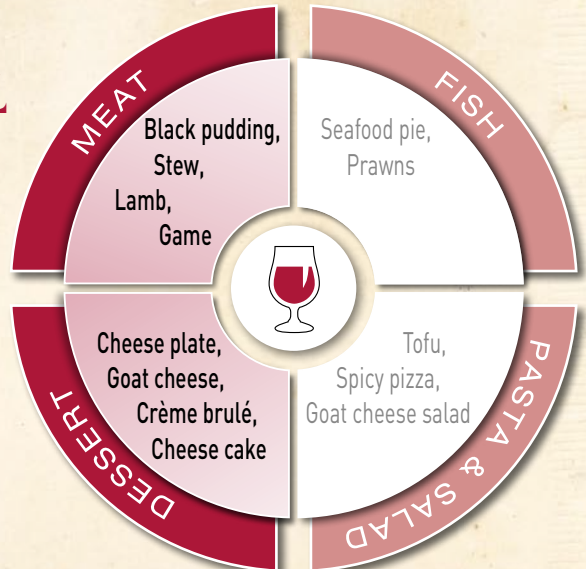 MEAT
Black pudding,
Stew,
Lamb,
Game
FISH
Seafood pie,
Prawns
DESSERT
Cheese plate,
Goat cheese,
Crème brulé,
Cheese cake
PASTA & SALAD
Tofu,
Spicy pizza,
Goat cheese salad